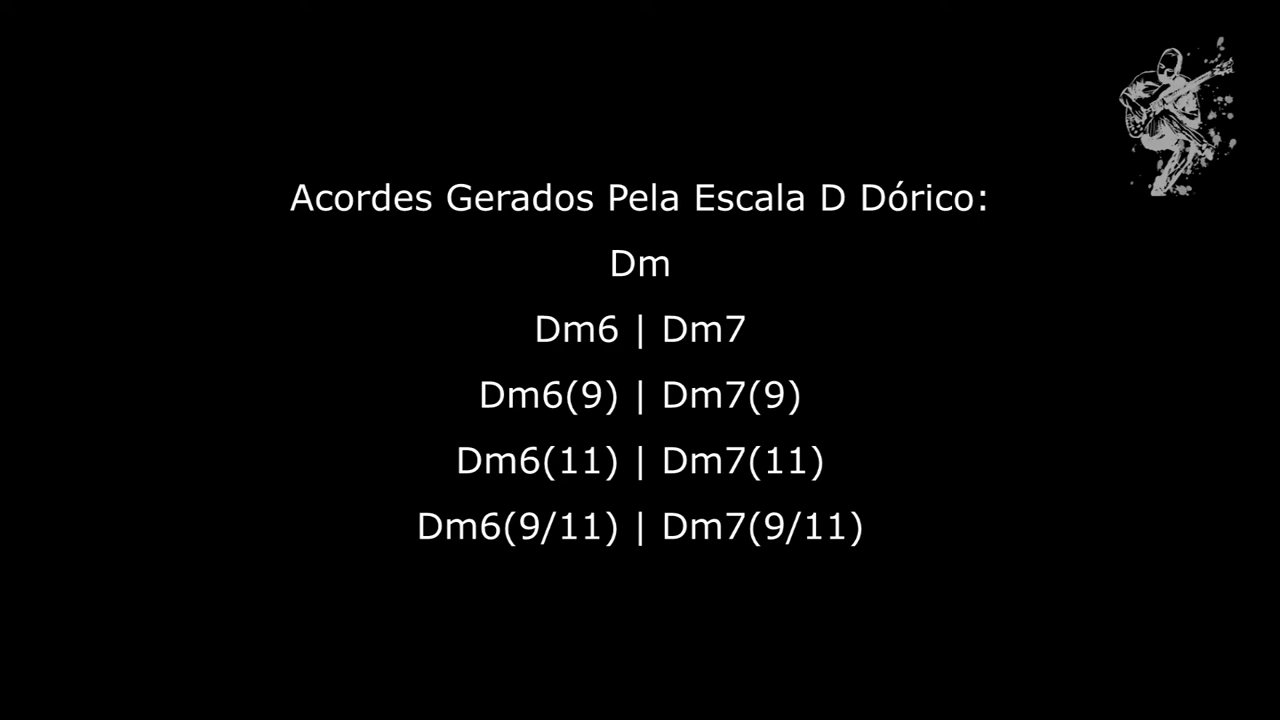 Acordes Gerados Pela Escala D Dórico:
Dm
Dm6 | Dm7
Dm6(9) | Dm7(9)
Dm6(11) | Dm7(11)
Dm6(9/11) | Dm7(9/11)